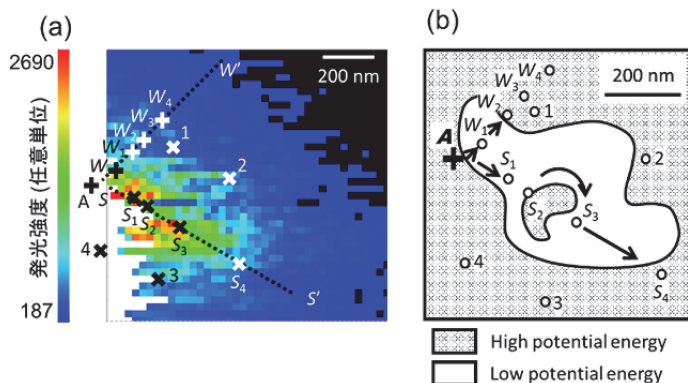 (a)
2690
発光強度 (任意単位)
187
200 nm
W'
W4
W3
W2
W1
W
1
2
A
S
S1
S2
S3
S4
4
3
S'
(b)
200 nm
W4
W3
W2
W1
1
A
2
S1
S2
S3
S4
4
3
High potential energy
Low potential energy